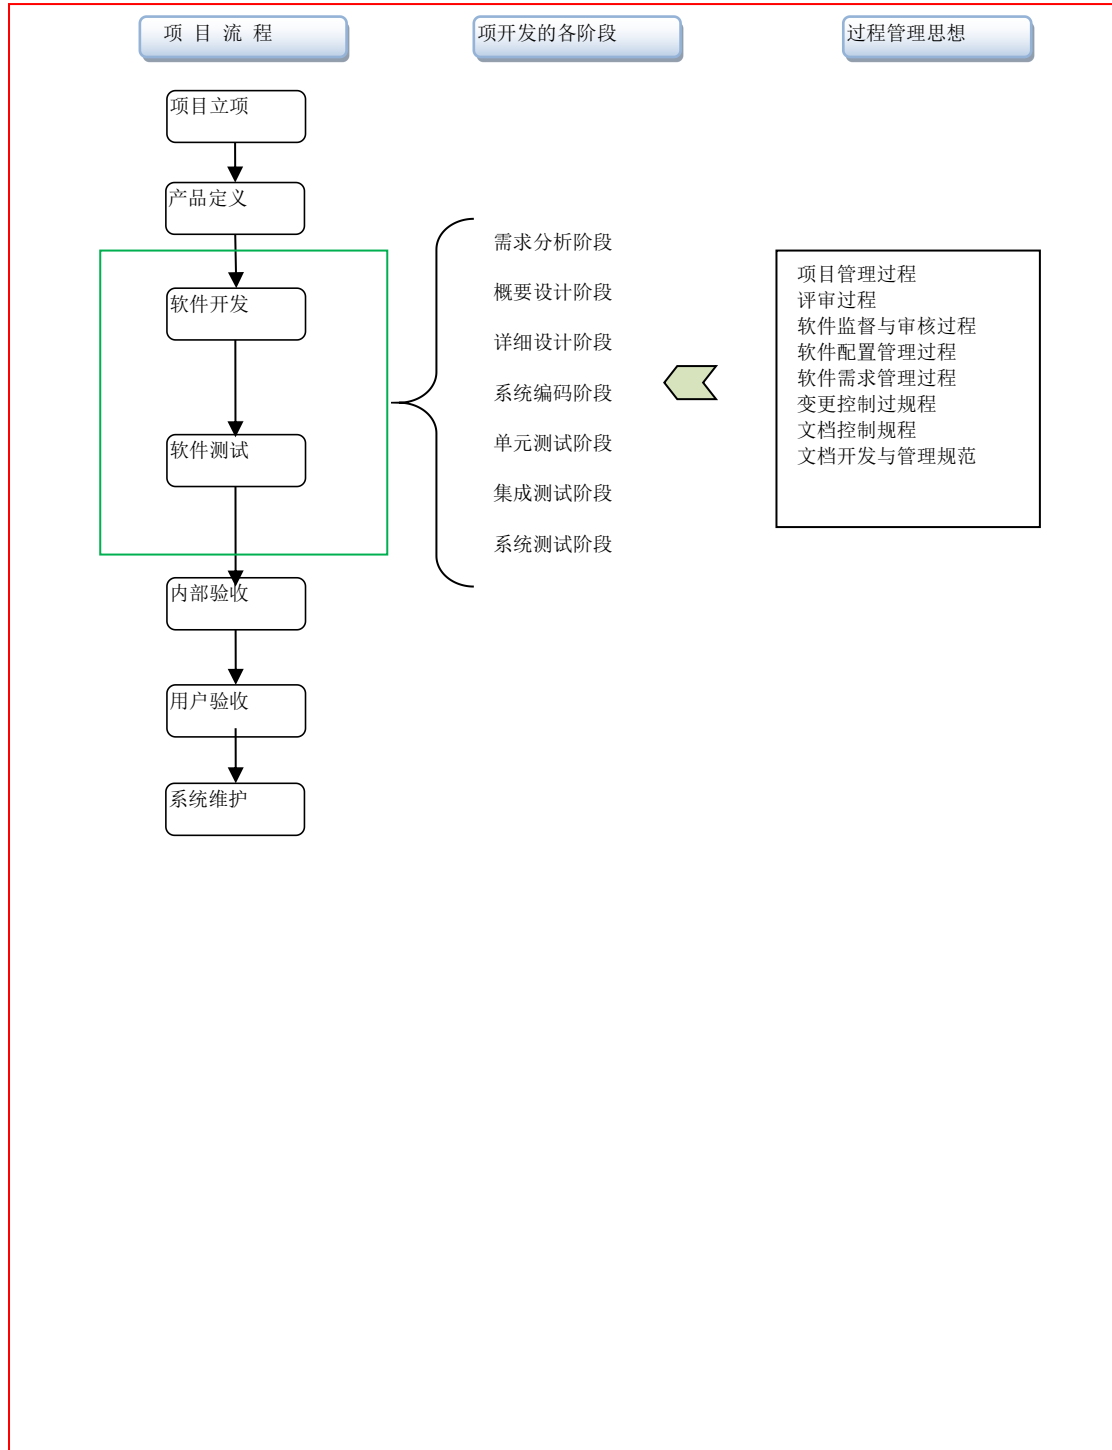 项 目 流 程
项开发的各阶段
过程管理思想
项目立项
产品定义
软件开发
软件测试
内部验收
用户验收
系统维护
需求分析阶段
概要设计阶段
详细设计阶段
系统编码阶段
单元测试阶段
集成测试阶段
系统测试阶段
项目管理过程
评审过程
软件监督与审核过程
软件配置管理过程
软件需求管理过程
变更控制过规程
文档控制规程
文档开发与管理规范